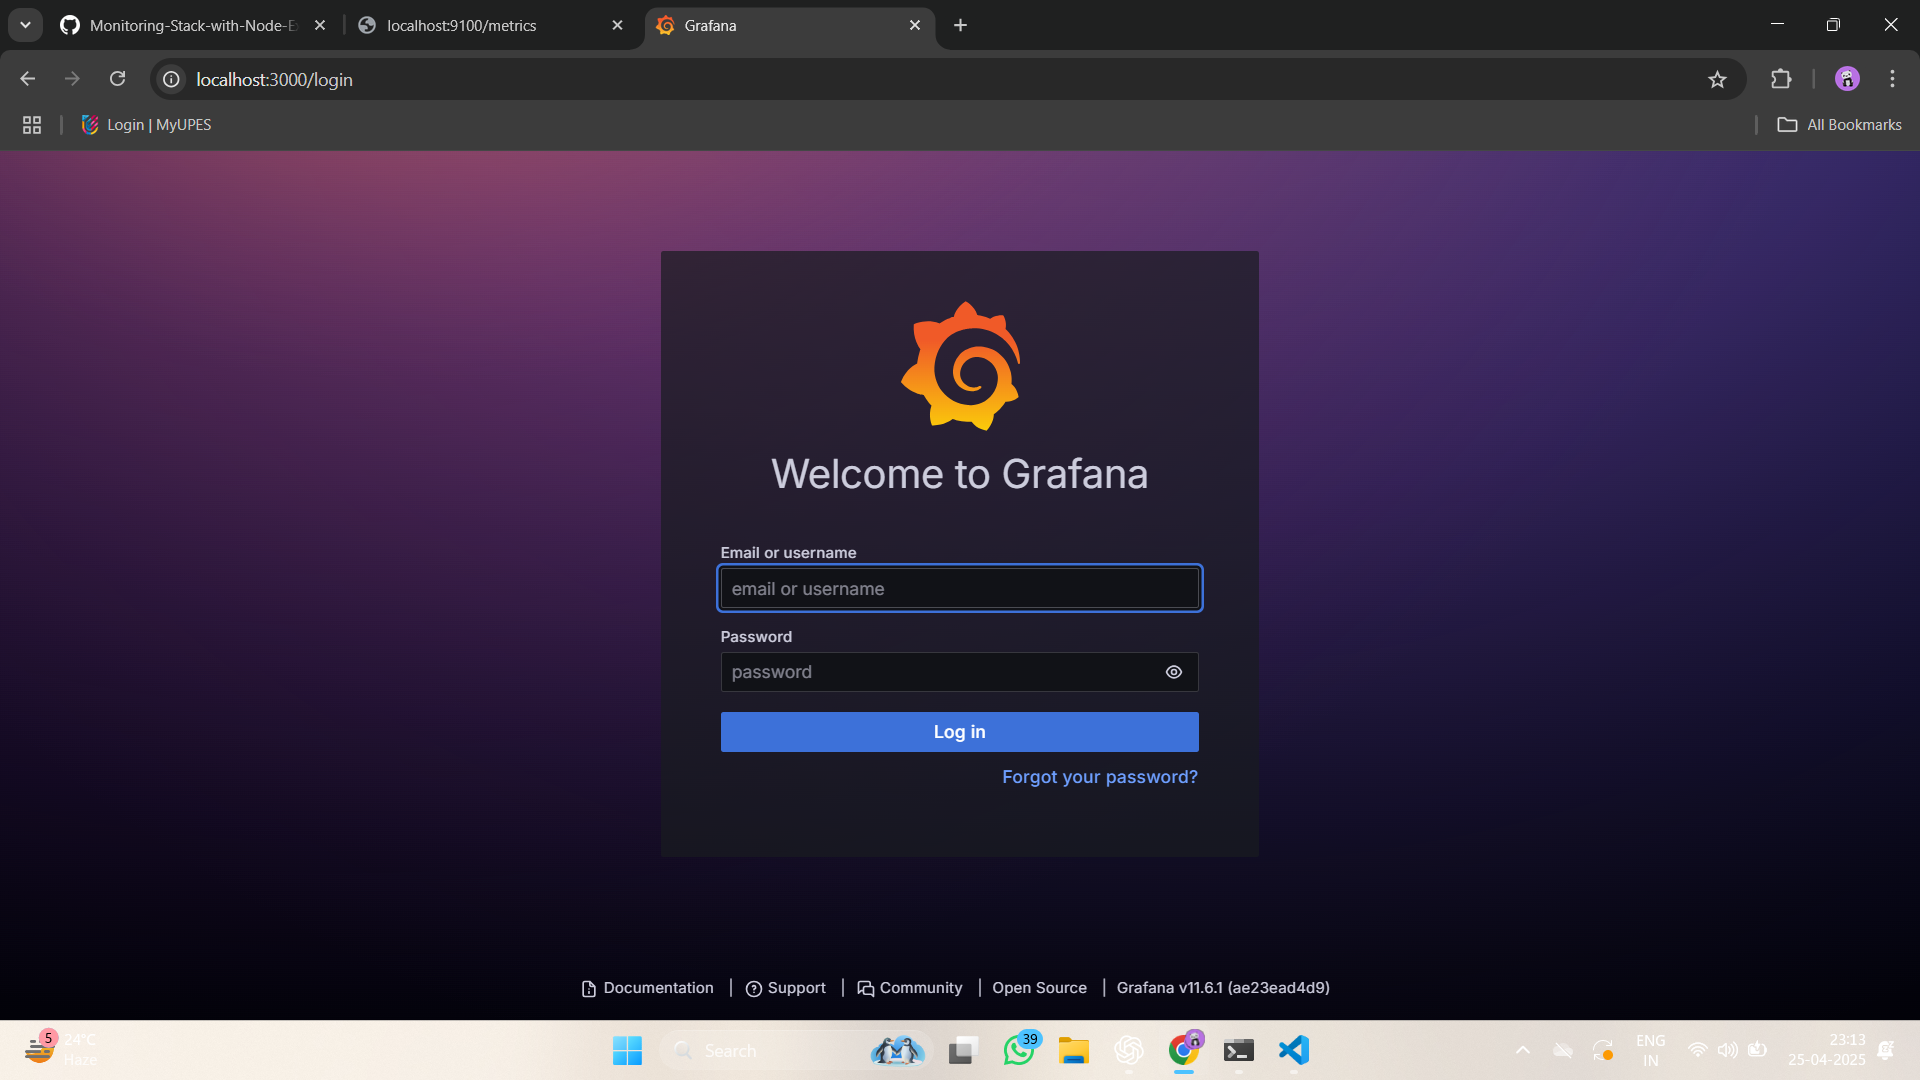 Monitoring-Stack-with-Node-E
localhost:9100/metrics
Grafana
localhost:3000/login
Login | MyUPES
All Bookmarks
Welcome to Grafana
Email or username
email or username
Password
password
Log in
Forgot your password?
Documentation | Support | Community | Open Source | Grafana v11.6.1 (ae23ead4d9)
5
24°C
Haze
Search
39
ENG
IN
23:13
25-04-2025